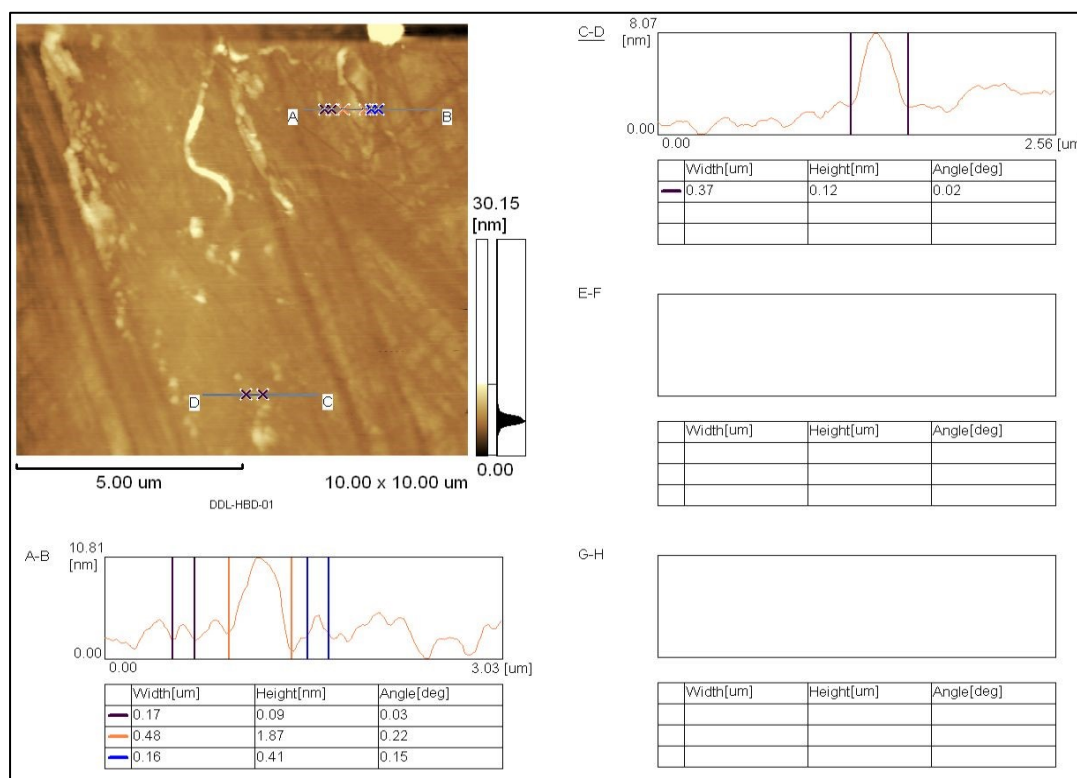 A
B
D
C
30.15
[nm]
0.00
5.00 um
10.00 x 10.00 um
DDL-HBD-01
A-B
10.81
[nm]
0.00
0.00
3.03 [um]
Width[um] Height[nm] Angle[deg]
0.17 0.09 0.03
0.48 1.87 0.22
0.16 0.41 0.15
C-D
8.07
[nm]
0.00
0.00
2.56 [um
Width[um] Height[nm] Angle[deg]
0.37 0.12 0.02
E-F
Width[um] Height[um] Angle[deg]
G-H
Width[um] Height[um] Angle[deg]